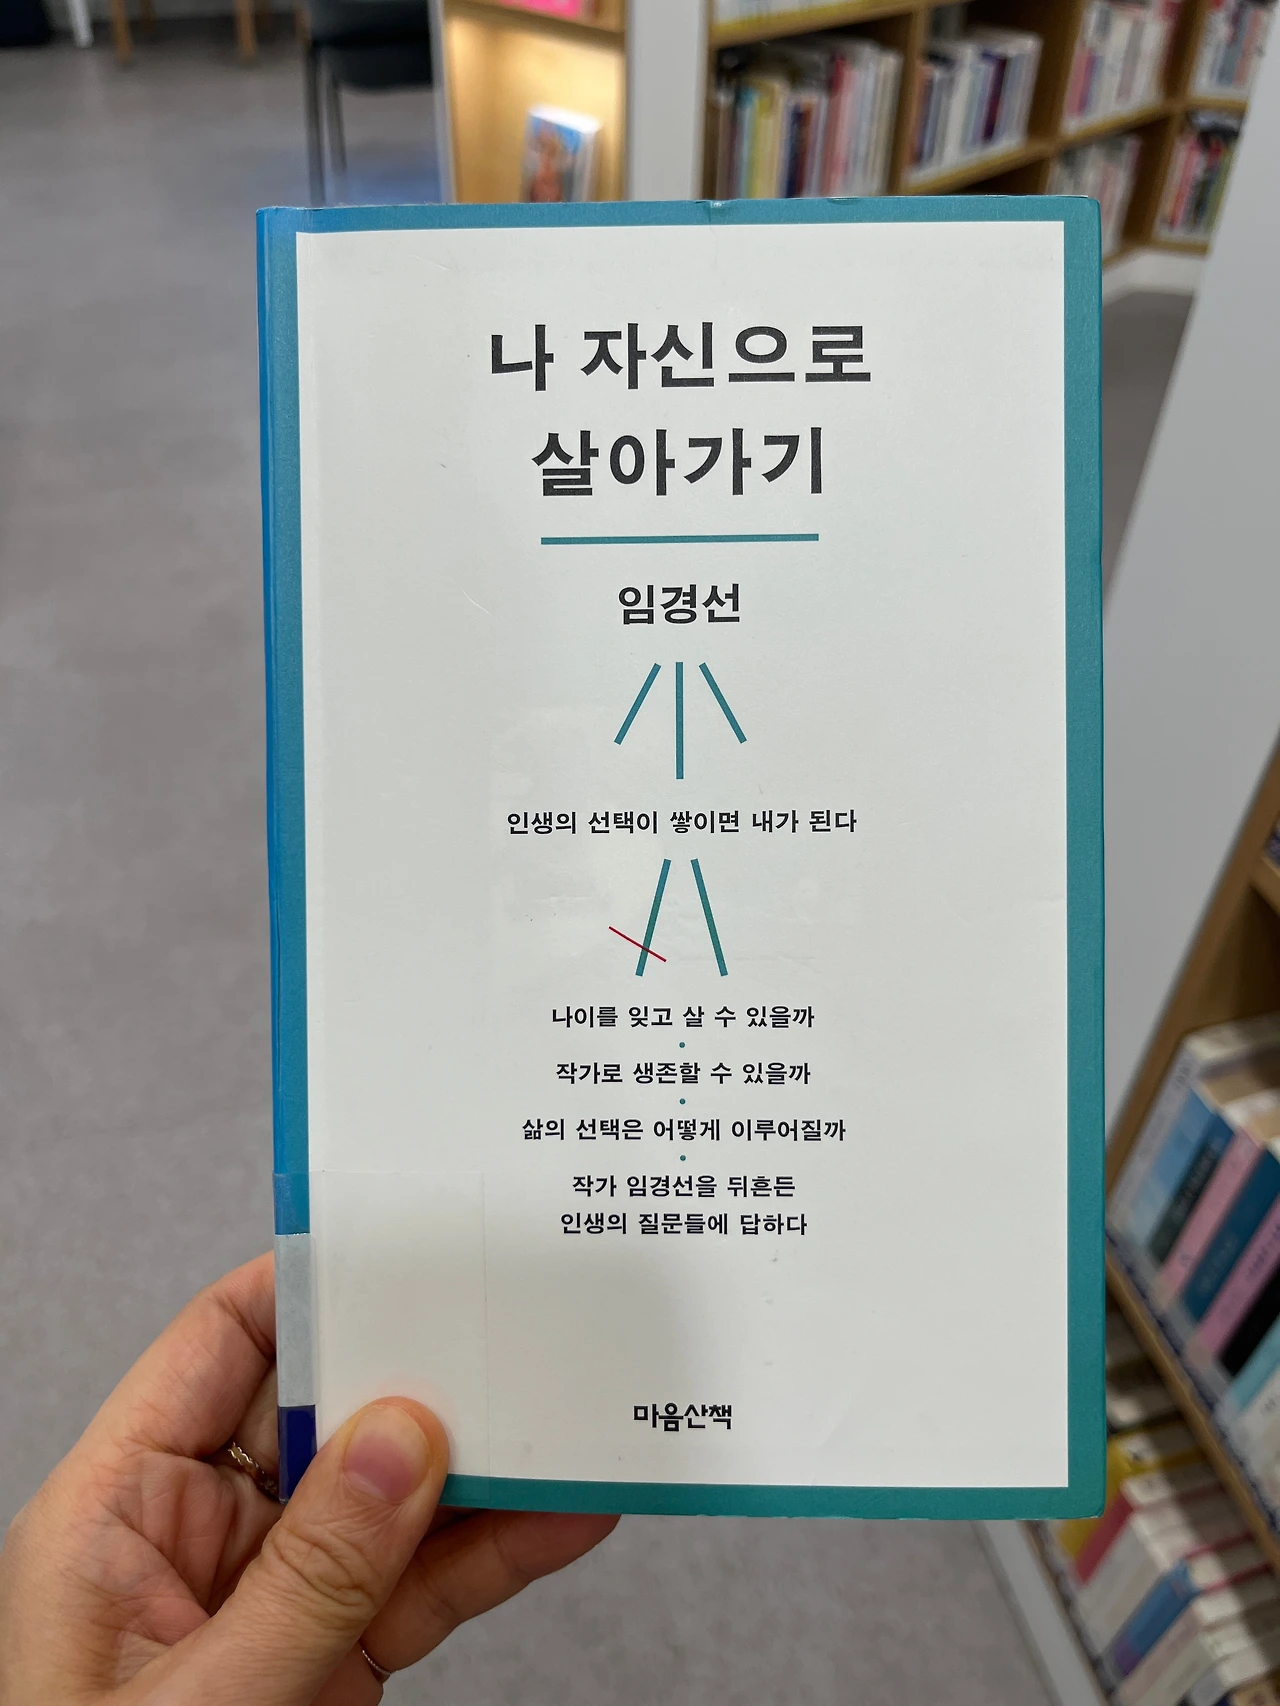 나 자신으로
살아가기
임경선
인생의 선택이 쌓이면 내가 된다
나이를 잊고 살 수 있을까
작가로 생존할 수 있을까
삶의 선택은 어떻게 이루어질까
작가 임경선을 뒤흔든
인생의 질문들에 답하다
마음산책